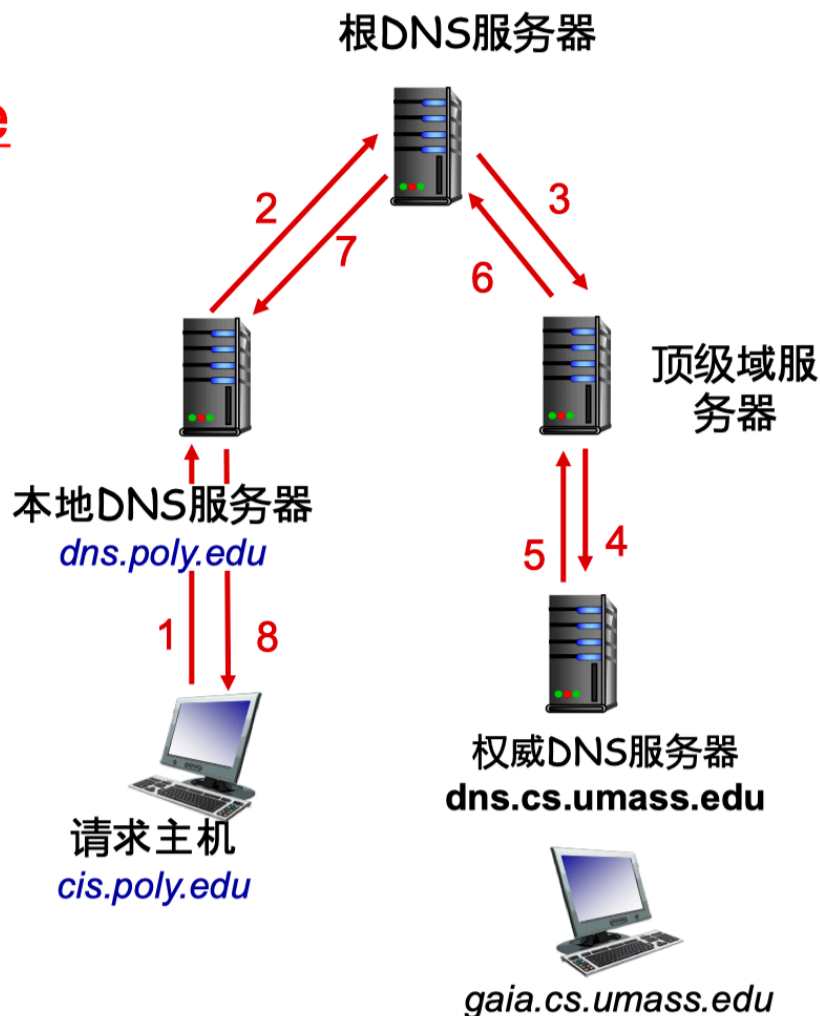 根DNS服务器
e
2
7
3
6
顶级域服
务器
本地DNS服务器
dns.poly.edu
5
4
1
8
权威DNS服务器
dns.cs.umass.edu
请求主机
cis.poly.edu
gaia.cs.umass.edu